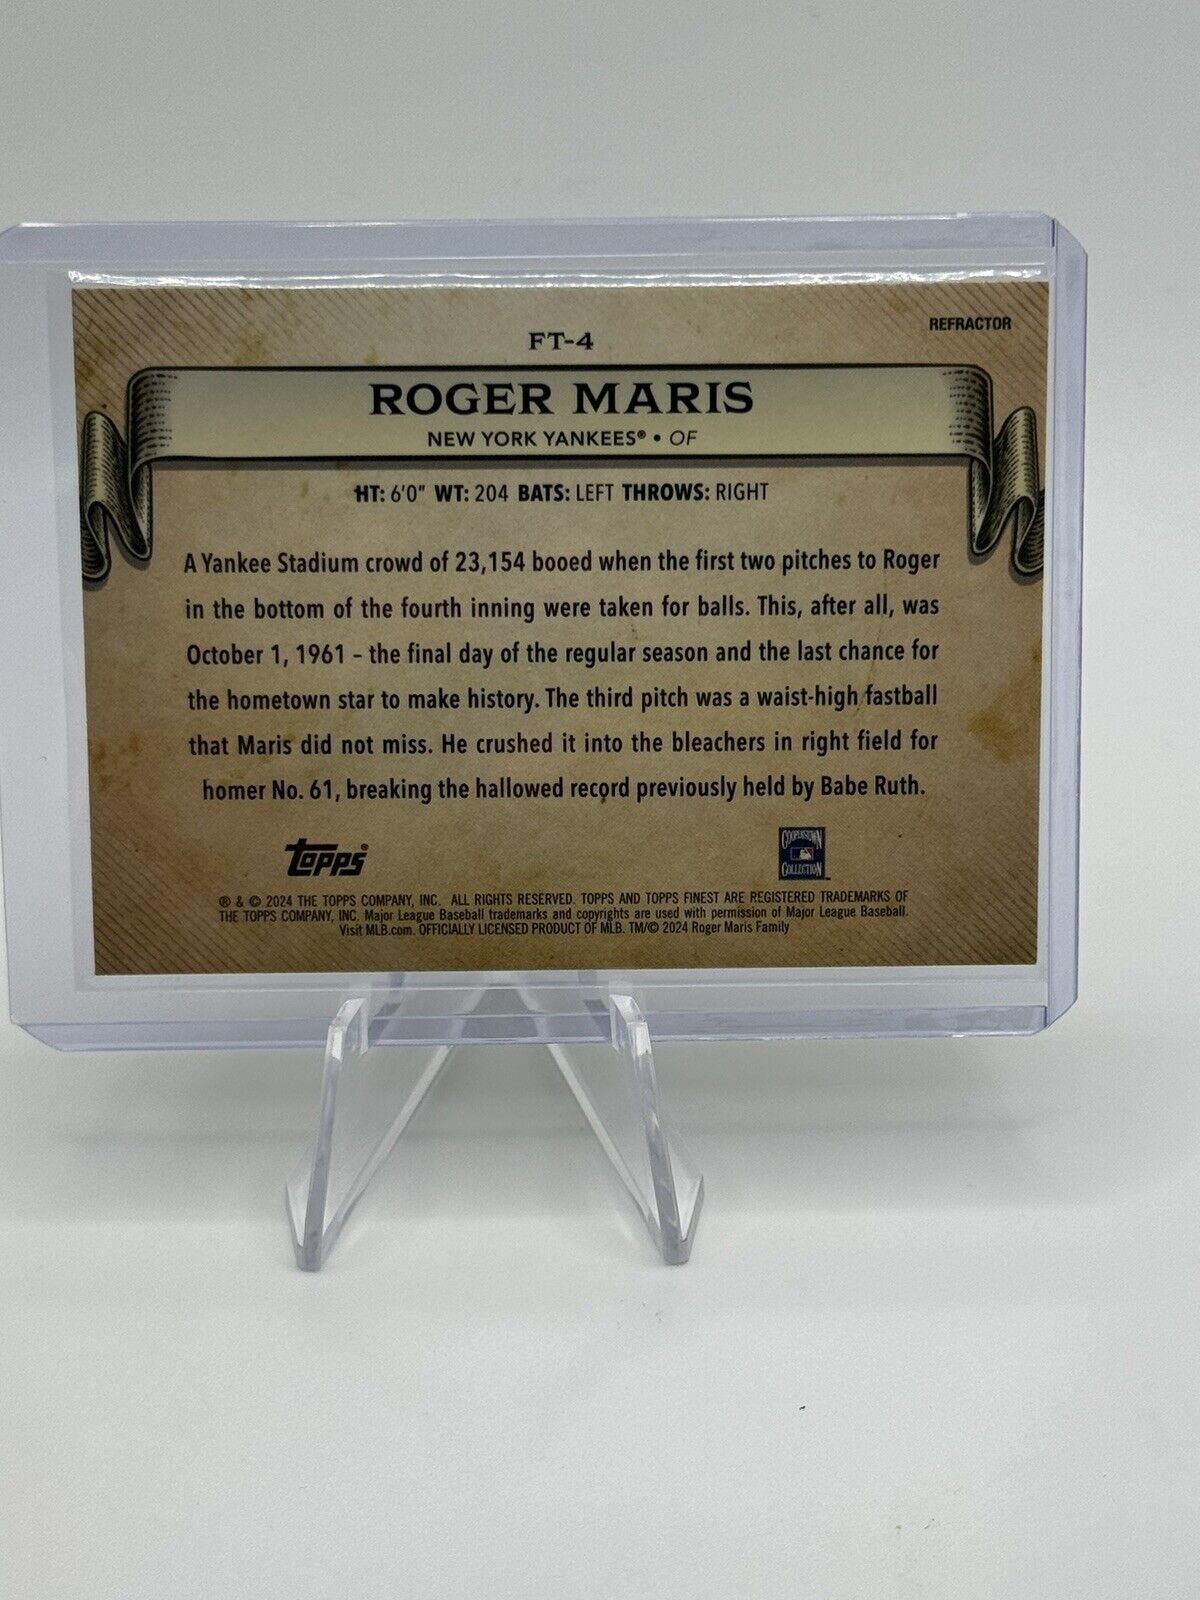 REFRACTOR
FT-4
ROGER MARIS
NEW YORK YANKEES® • OF
HT: 6'0" WT: 204 BATS: LEFT THROWS: RIGHT
A Yankee Stadium crowd of 23,154 booed when the first two pitches to Roger
in the bottom of the fourth inning were taken for balls. This, after all, was
October 1, 1961 – the final day of the regular season and the last chance for
the hometown star to make history. The third pitch was a waist-high fastball
that Maris did not miss. He crushed it into the bleachers in right field for
homer No. 61, breaking the hallowed record previously held by Babe Ruth.
Topps®
COOPERSTOWN
COLLECTION
® & © 2024 THE TOPPS COMPANY, INC. ALL RIGHTS RESERVED. TOPPS AND TOPPS FINEST ARE REGISTERED TRADEMARKS OF
THE TOPPS COMPANY, INC. Major League Baseball trademarks and copyrights are used with permission of Major League Baseball.
Visit MLB.com. OFFICIALLY LICENSED PRODUCT OF MLB. TM/© 2024 Roger Maris Family